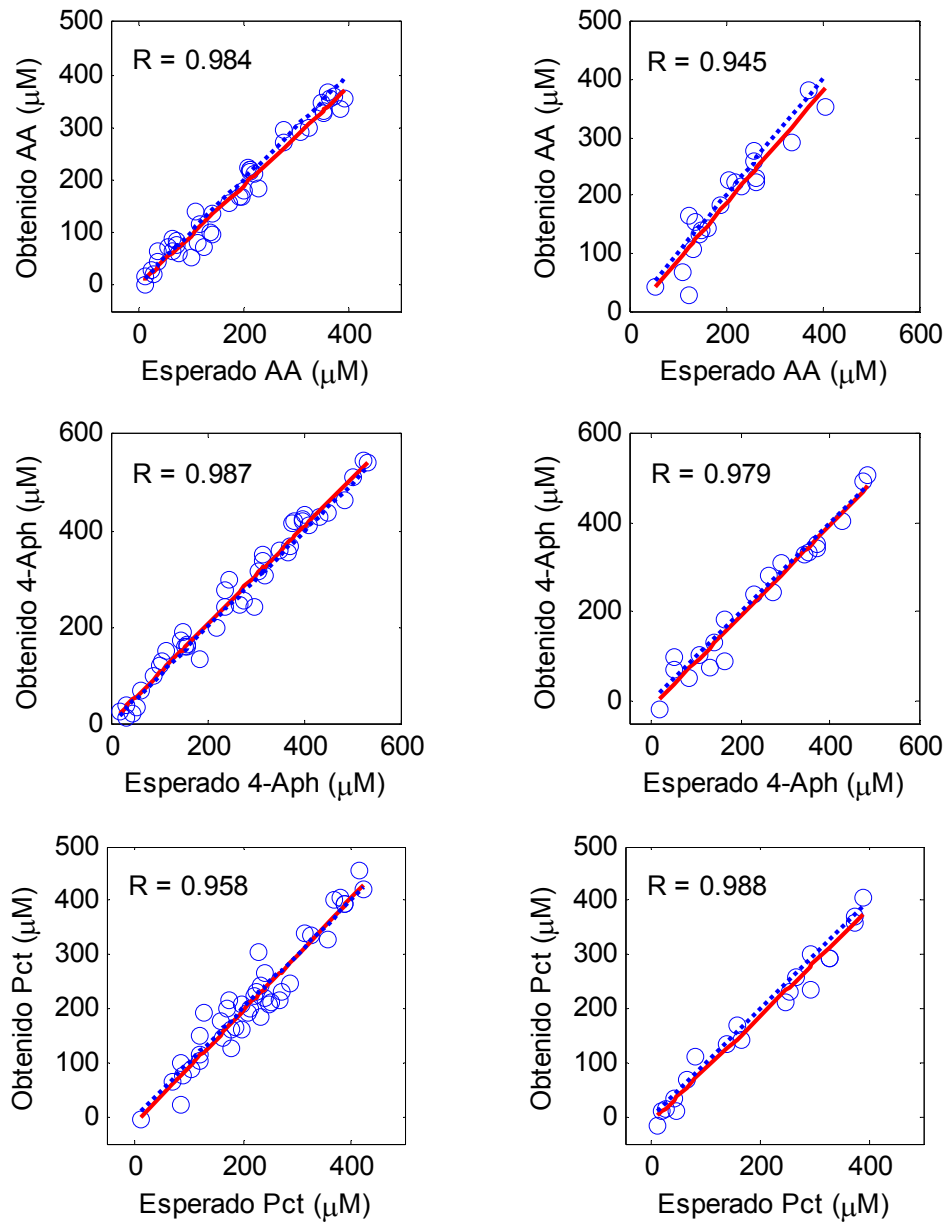 500
400
300
200
100
0
R = 0.984
Obtenido AA (μM)
0 200 400
Esperado AA (μM)
500
400
300
200
100
0
R = 0.945
Obtenido AA (μM)
0 200 400 600
Esperado AA (μM)
600
400
200
0
R = 0.987
Obtenido 4-Aph (μM)
0 200 400 600
Esperado 4-Aph (μM)
600
400
200
0
R = 0.979
Obtenido 4-Aph (μM)
0 200 400 600
Esperado 4-Aph (μM)
500
400
300
200
100
0
R = 0.958
Obtenido Pct (μM)
0 200 400
Esperado Pct (μM)
500
400
300
200
100
0
R = 0.988
Obtenido Pct (μM)
0 200 400
Esperado Pct (μM)